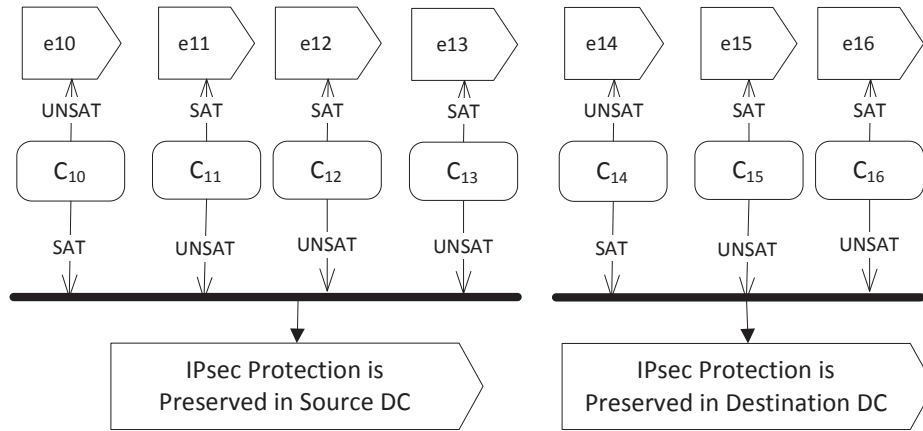 e10 e11 e12 e13 e14 e15 e16
UNSAT SAT SAT SAT UNSAT SAT SAT
C10 C11 C12 C13 C14 C15 C16
SAT UNSAT UNSAT UNSAT SAT UNSAT UNSAT
IPsec Protection is
Preserved in Source DC
IPsec Protection is
Preserved in Destination DC